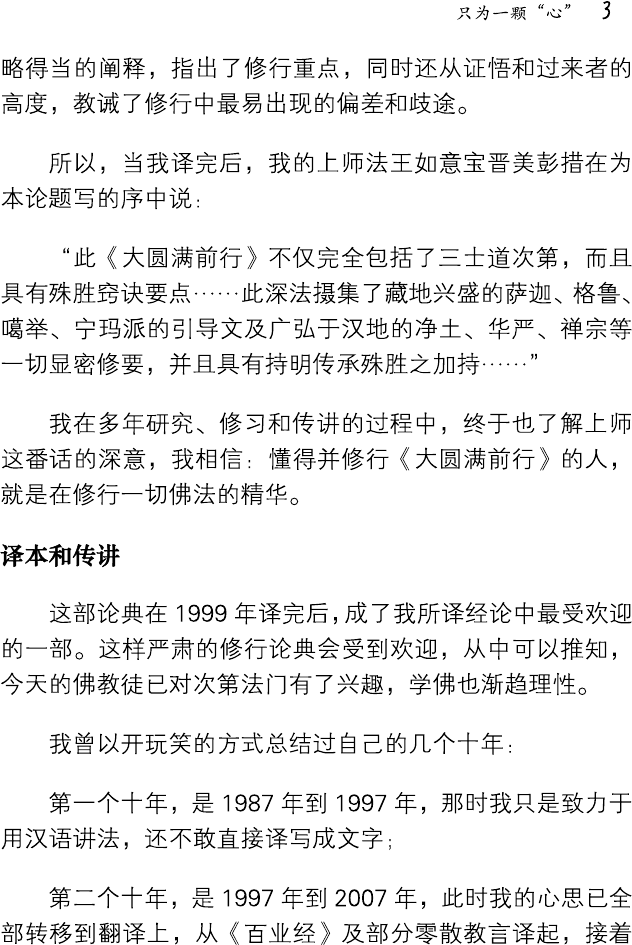 只为一颗“心” 3
略得当的阐释，指出了修行重点，同时还从证悟和过来者的
高度，教诫了修行中最易出现的偏差和歧途。
所以，当我译完后，我的上师法王如意宝晋美彭措在为
本论题写的序中说：
“此《大圆满前行》不仅完全包括了三士道次第，而且
具有殊胜窍诀要点……此深法摄集了藏地兴盛的萨迦、格鲁、
噶举、宁玛派的引导文及广弘于汉地的净土、华严、禅宗等
一切显密修要，并且具有持明传承殊胜之加持……”
我在多年研究、修习和传讲的过程中，终于也了解上师
这番话的深意，我相信：懂得并修行《大圆满前行》的人，
就是在修行一切佛法的精华。
译本和传讲
这部论典在 1999 年译完后，成了我所译经论中最受欢迎
的一部。这样严肃的修行论典会受到欢迎，从中可以推知，
今天的佛教徒已对次第法门有了兴趣，学佛也渐趋理性。
我曾以开玩笑的方式总结过自己的几个十年：
第一个十年，是 1987 年到 1997 年，那时我只是致力于
用汉语讲法，还不敢直接译写成文字；
第二个十年，是 1997 年到 2007 年，此时我的心思已全
部转移到翻译上，从《百业经》及部分零散教言译起，接着